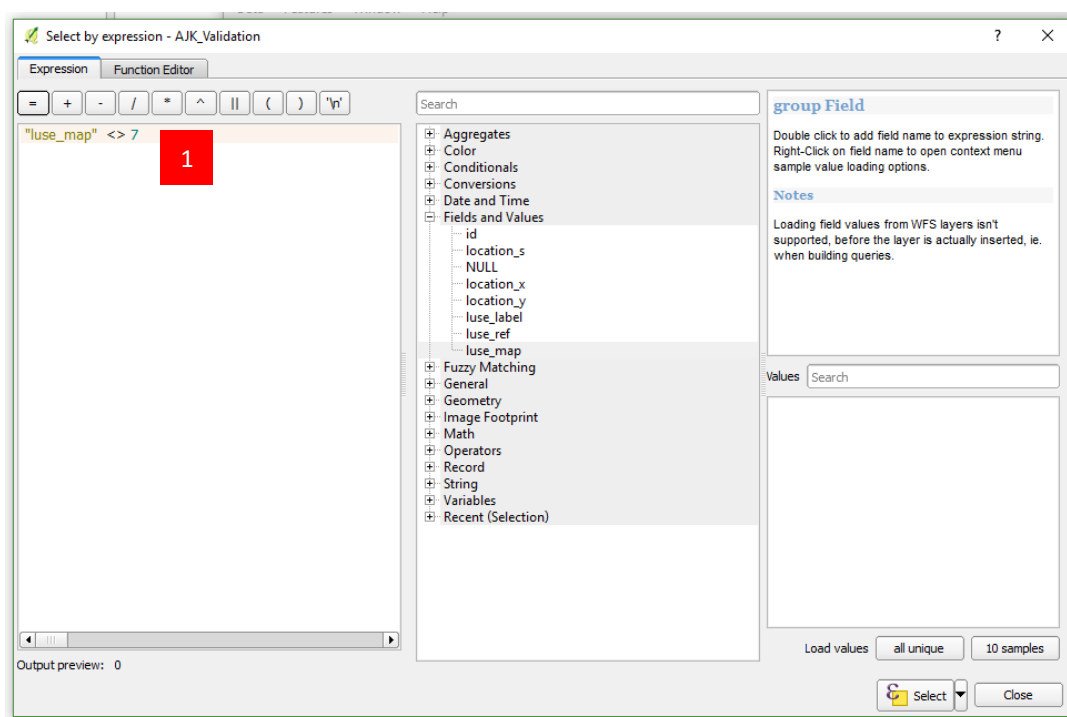 Select by expression - AJK_Validation
?
X
Expression
Function Editor
=
+
-
/
*
^
||
(
)
'\n'
"luse_map" <> 7
1
Search
Aggregates
Color
Conditionals
Conversions
Date and Time
Fields and Values
id
location_s
NULL
location_x
location_y
luse_label
luse_ref
luse_map
Fuzzy Matching
General
Geometry
Image Footprint
Math
Operators
Record
String
Variables
Recent (Selection)
group Field
Double click to add field name to expression string.
Right-Click on field name to open context menu
sample value loading options.
Notes
Loading field values from WFS layers isn't
supported, before the layer is actually inserted, ie.
when building queries.
Values
Search
Load values
all unique
10 samples
Output preview: 0
Select
Close